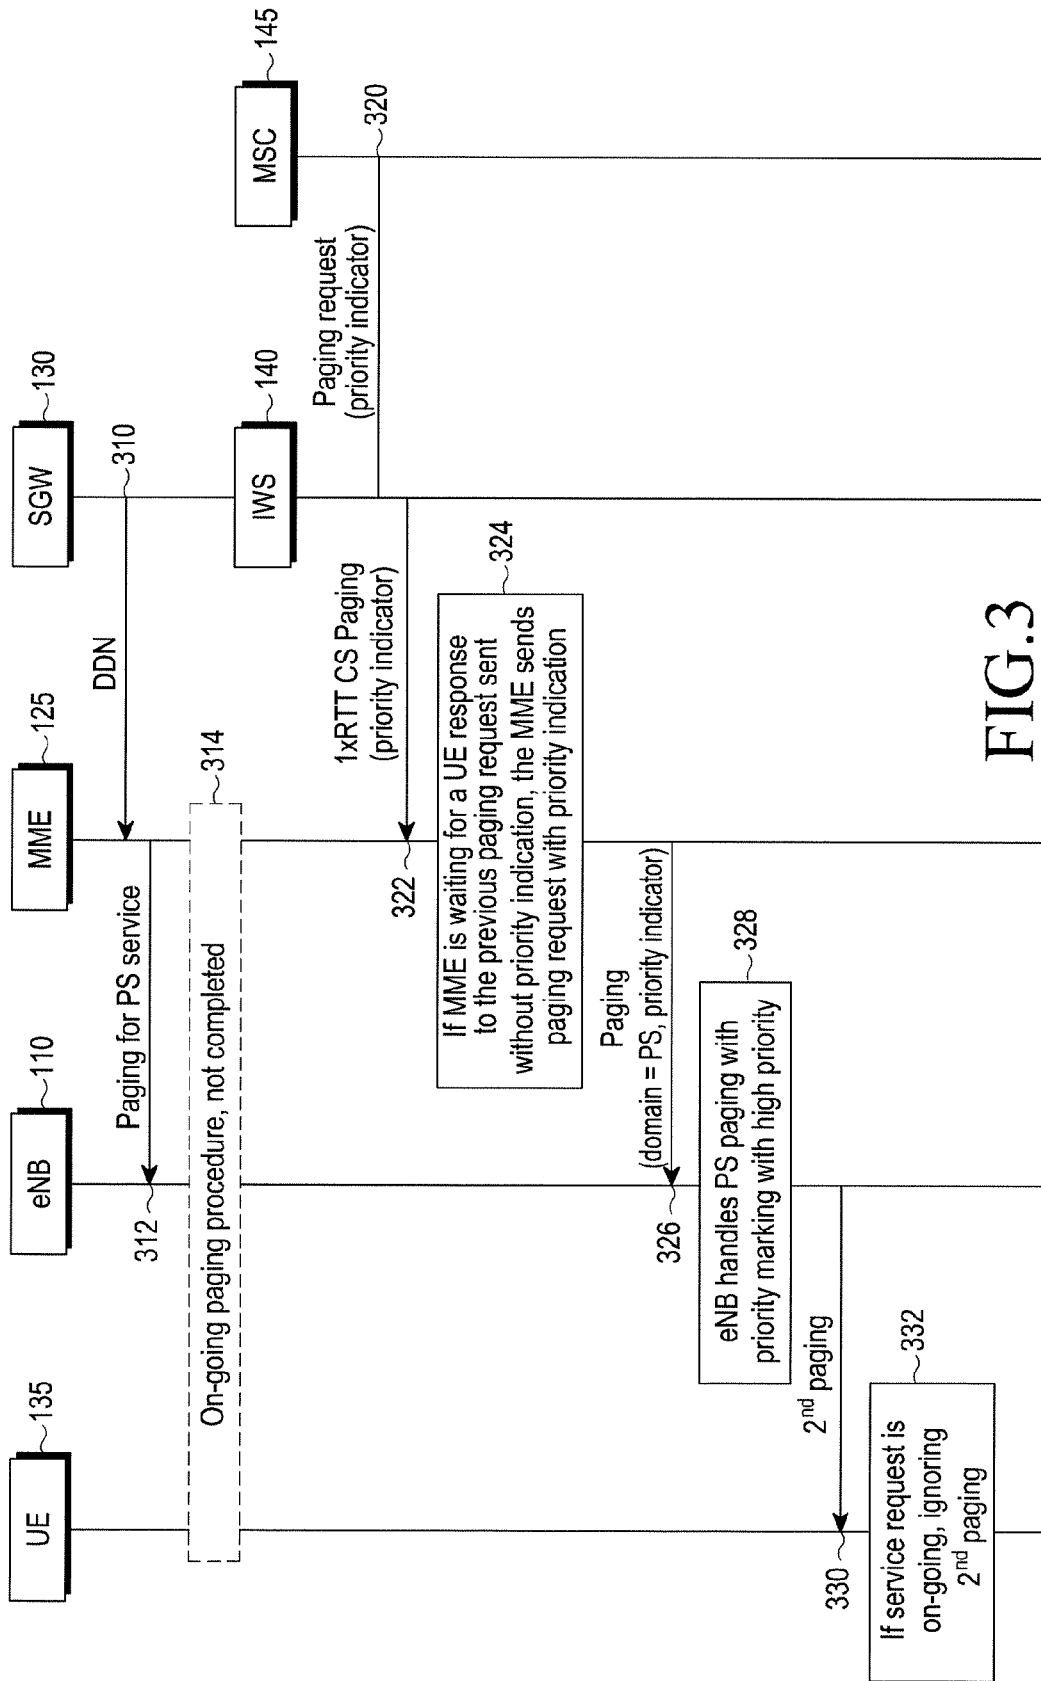 UE
135
eNB
110
MME
125
SGW
130
DDN
310
Paging for PS service
312
On-going paging procedure, not completed
314
IWS
140
MSC
145
Paging request
(priority indicator)
320
1xRTT CS Paging
(priority indicator)
322
If MME is waiting for a UE response
to the previous paging request sent
without priority indication, the MME sends
paging request with priority indication
324
Paging
(domain = PS, priority indicator)
326
eNB handles PS paging with
priority marking with high priority
328
2nd paging
330
If service request is
on-going, ignoring
2nd paging
332
FIG.3